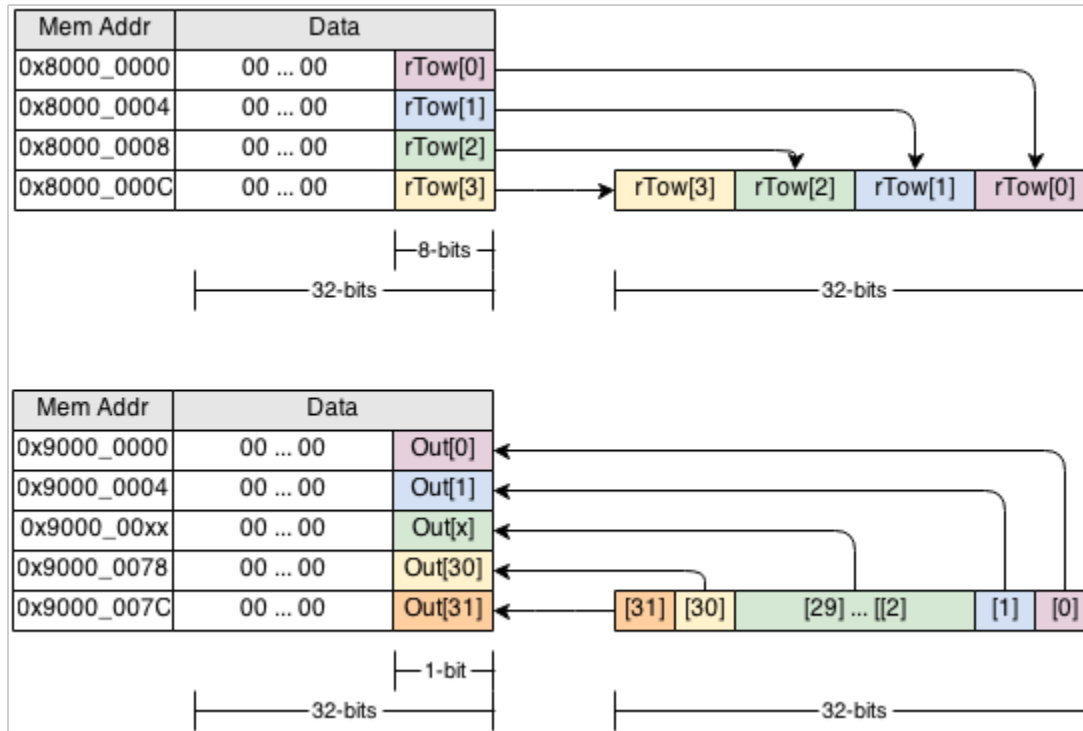 Mem Addr Data
0x8000_0000 00 ... 00 rTow[0]
0x8000_0004 00 ... 00 rTow[1]
0x8000_0008 00 ... 00 rTow[2]
0x8000_000C 00 ... 00 rTow[3] rTow[3] rTow[2] rTow[1] rTow[0]
8-bits
32-bits 32-bits
Mem Addr Data
0x9000_0000 00 ... 00 Out[0]
0x9000_0004 00 ... 00 Out[1]
0x9000_00xx 00 ... 00 Out[x]
0x9000_0078 00 ... 00 Out[30]
0x9000_007C 00 ... 00 Out[31] [31] [30] [29] ... [[2] [1] [0]
1-bit
32-bits 32-bits